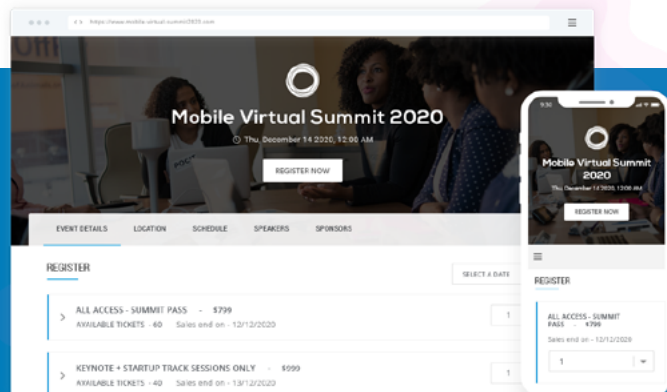 https://www.mobile-virtual-summit2020.com
Mobile Virtual Summit 2020
Thu, December 14 2020, 12:00 AM
REGISTER NOW
EVENT DETAILS LOCATION SCHEDULE SPEAKERS SPONSORS
REGISTER
SELECT A DATE
ALL ACCESS - SUMMIT PASS - $799
AVAILABLE TICKETS - 60 Sales end on - 12/12/2020
1
KEYNOTE + STARTUP TRACK SESSIONS ONLY - $999
AVAILABLE TICKETS - 40 Sales end on - 13/12/2020
1
9:30
Mobile Virtual Summit
2020
Thu, December 14 2020, 12:00 AM
REGISTER NOW
REGISTER
ALL ACCESS - SUMMIT
PASS - $799
Sales end on - 12/12/2020
1